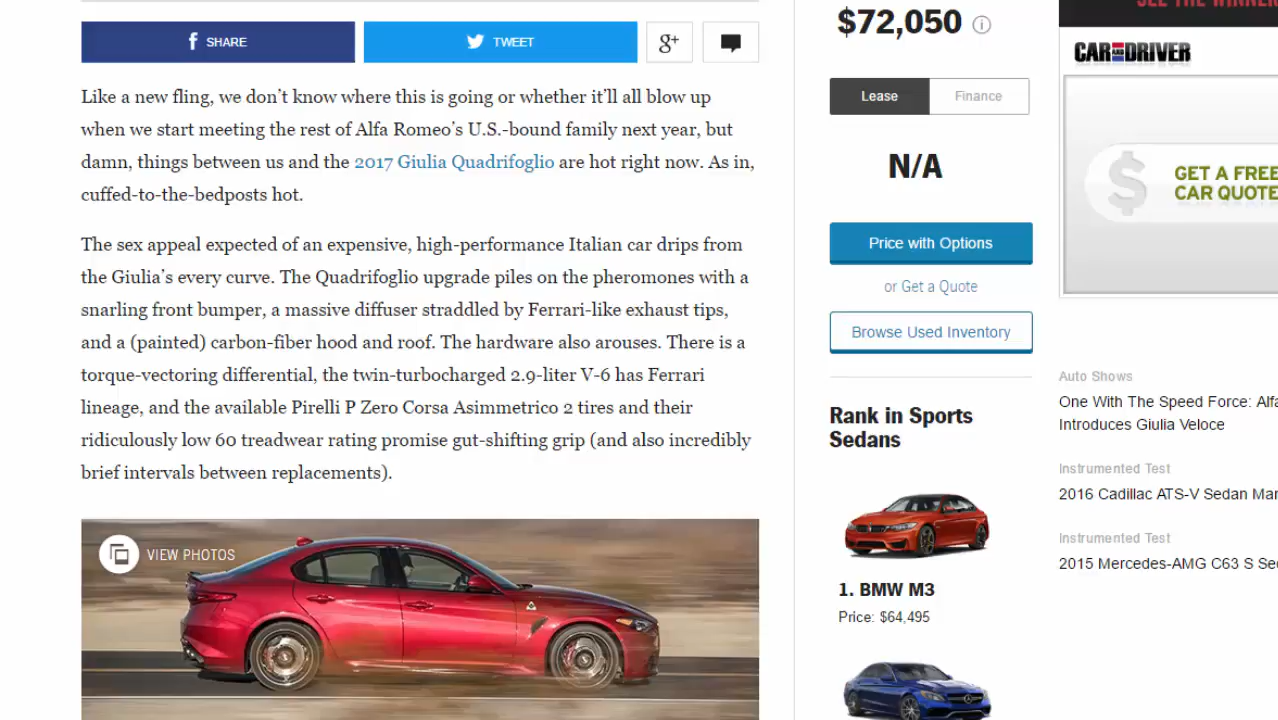 SHARE
TWEET
g+
Like a new fling, we don’t know where this is going or whether it’ll all blow up
when we start meeting the rest of Alfa Romeo’s U.S.-bound family next year, but
damn, things between us and the 2017 Giulia Quadrifoglio are hot right now. As in,
cuffed-to-the-bedposts hot.
The sex appeal expected of an expensive, high-performance Italian car drips from
the Giulia’s every curve. The Quadrifoglio upgrade piles on the pheromones with a
snarling front bumper, a massive diffuser straddled by Ferrari-like exhaust tips,
and a (painted) carbon-fiber hood and roof. The hardware also arouses. There is a
torque-vectoring differential, the twin-turbocharged 2.9-liter V-6 has Ferrari
lineage, and the available Pirelli P Zero Corsa Asimmetrico 2 tires and their
ridiculously low 60 treadwear rating promise gut-shifting grip (and also incredibly
brief intervals between replacements).
VIEW PHOTOS
$72,050
Lease
Finance
N/A
Price with Options
or Get a Quote
Browse Used Inventory
Rank in Sports
Sedans
1. BMW M3
Price: $64,495
SEE THE WINNER
CAR AND DRIVER
GET A FREE
CAR QUOTE
Auto Shows
One With The Speed Force: Alfa
Introduces Giulia Veloce
Instrumented Test
2016 Cadillac ATS-V Sedan Man
Instrumented Test
2015 Mercedes-AMG C63 S Sed